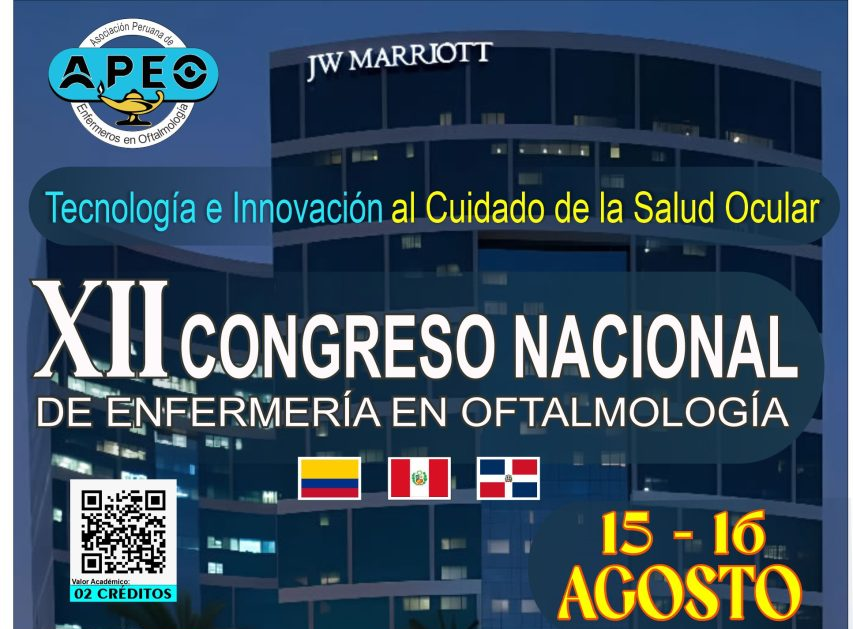 Asociación Peruana de
APEO
Enfermeros en Oftalmología
JW MARRIOTT
Tecnología e Innovación al Cuidado de la Salud Ocular
XII CONGRESO NACIONAL
DE ENFERMERÍA EN OFTALMOLOGÍA
Valor Académico:
02 CRÉDITOS
15 - 16
AGOSTO